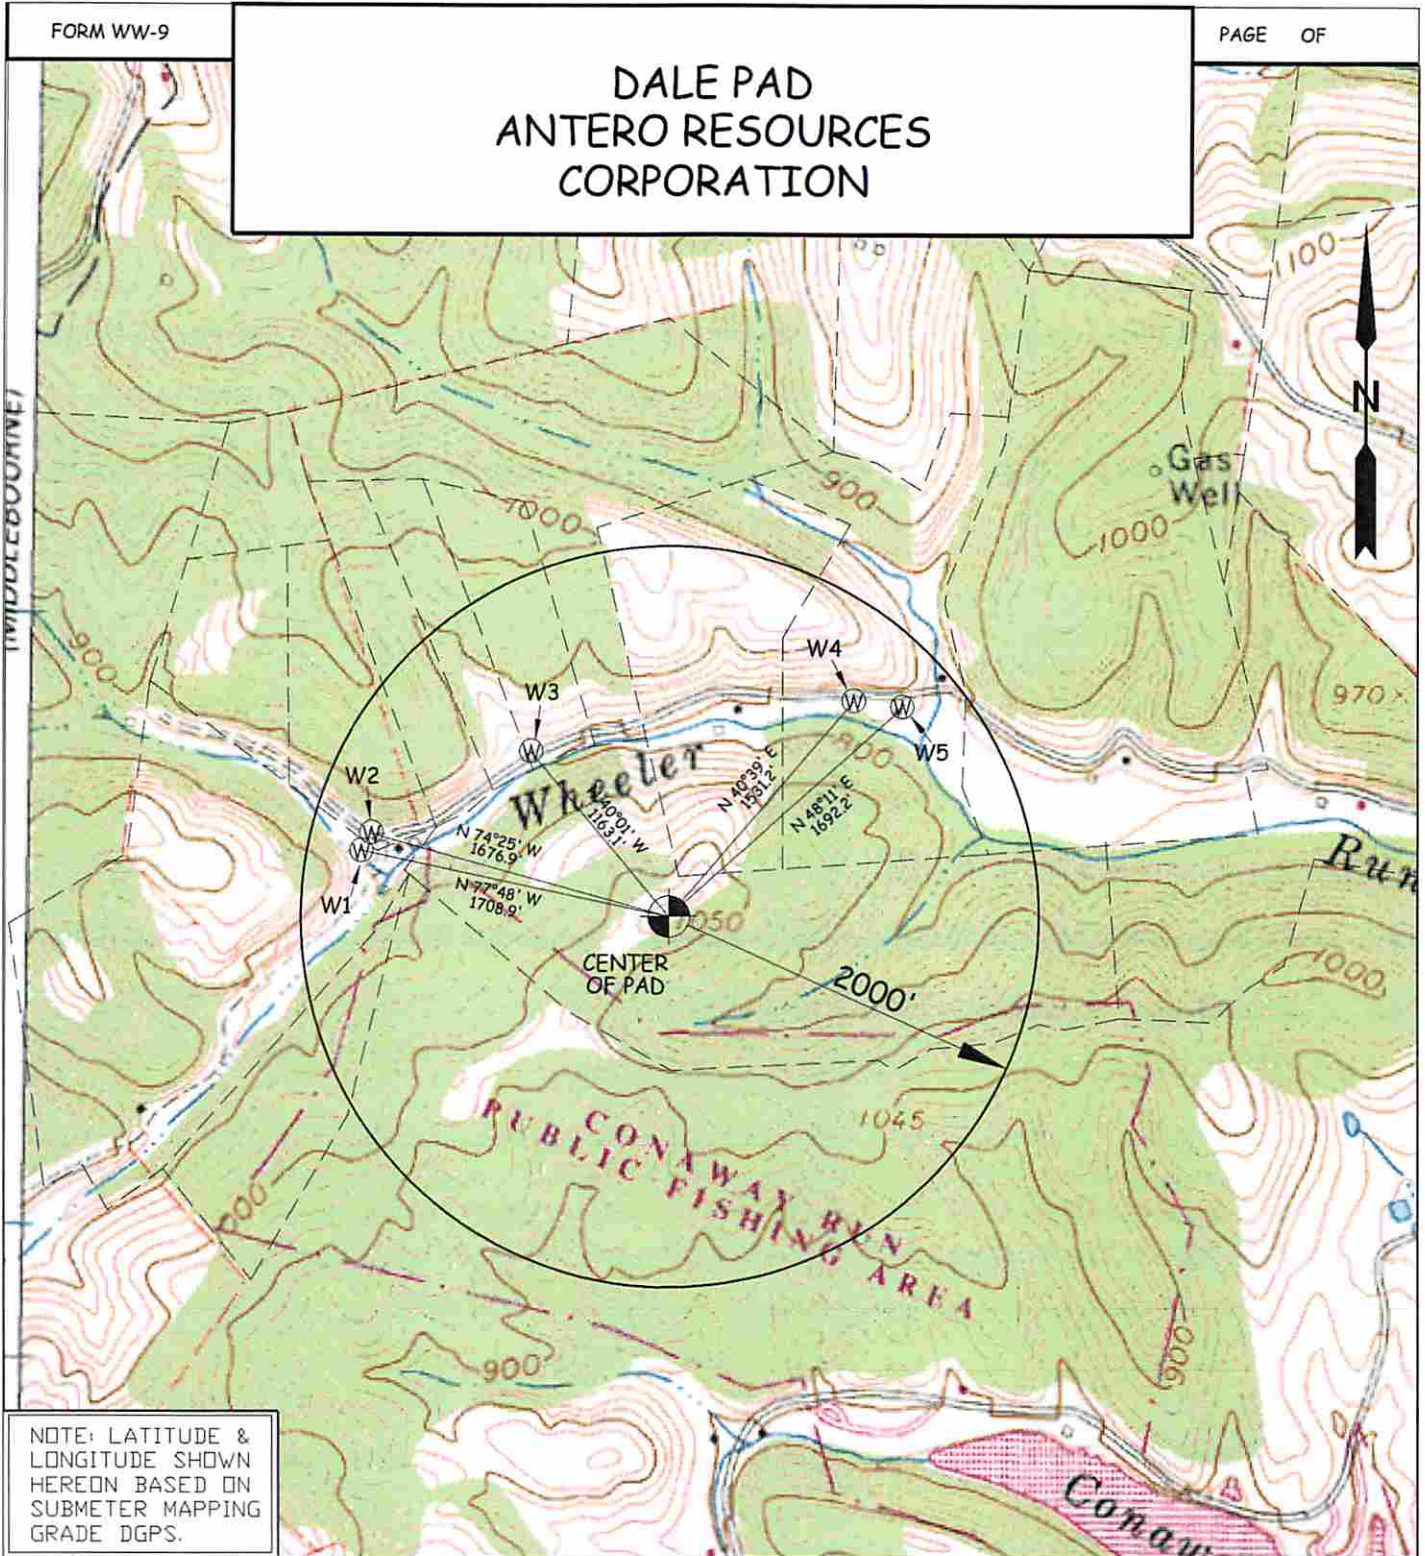 FORM WW-9
PAGE OF
DALE PAD
ANTERO RESOURCES
CORPORATION
1100
N
Gas
Well
900
1000
1000
(MIDDLEBOURNE)
900
W4
W3
970
W5
900
W2
Wheeler
Run
N 40°39' E
1531.2'
N 48°11' E
1692.2'
40°01' W
1163.1'
N 74°25' W
1676.9'
N 77°48' W
1708.9'
W1
1050
CENTER
OF PAD
2000'
1000
1045
CONAWAY RUN
PUBLIC FISHING AREA
1000
900
900
NOTE: LATITUDE &
LONGITUDE SHOWN
HEREON BASED ON
SUBMETER MAPPING
GRADE DGPS.
Conaw